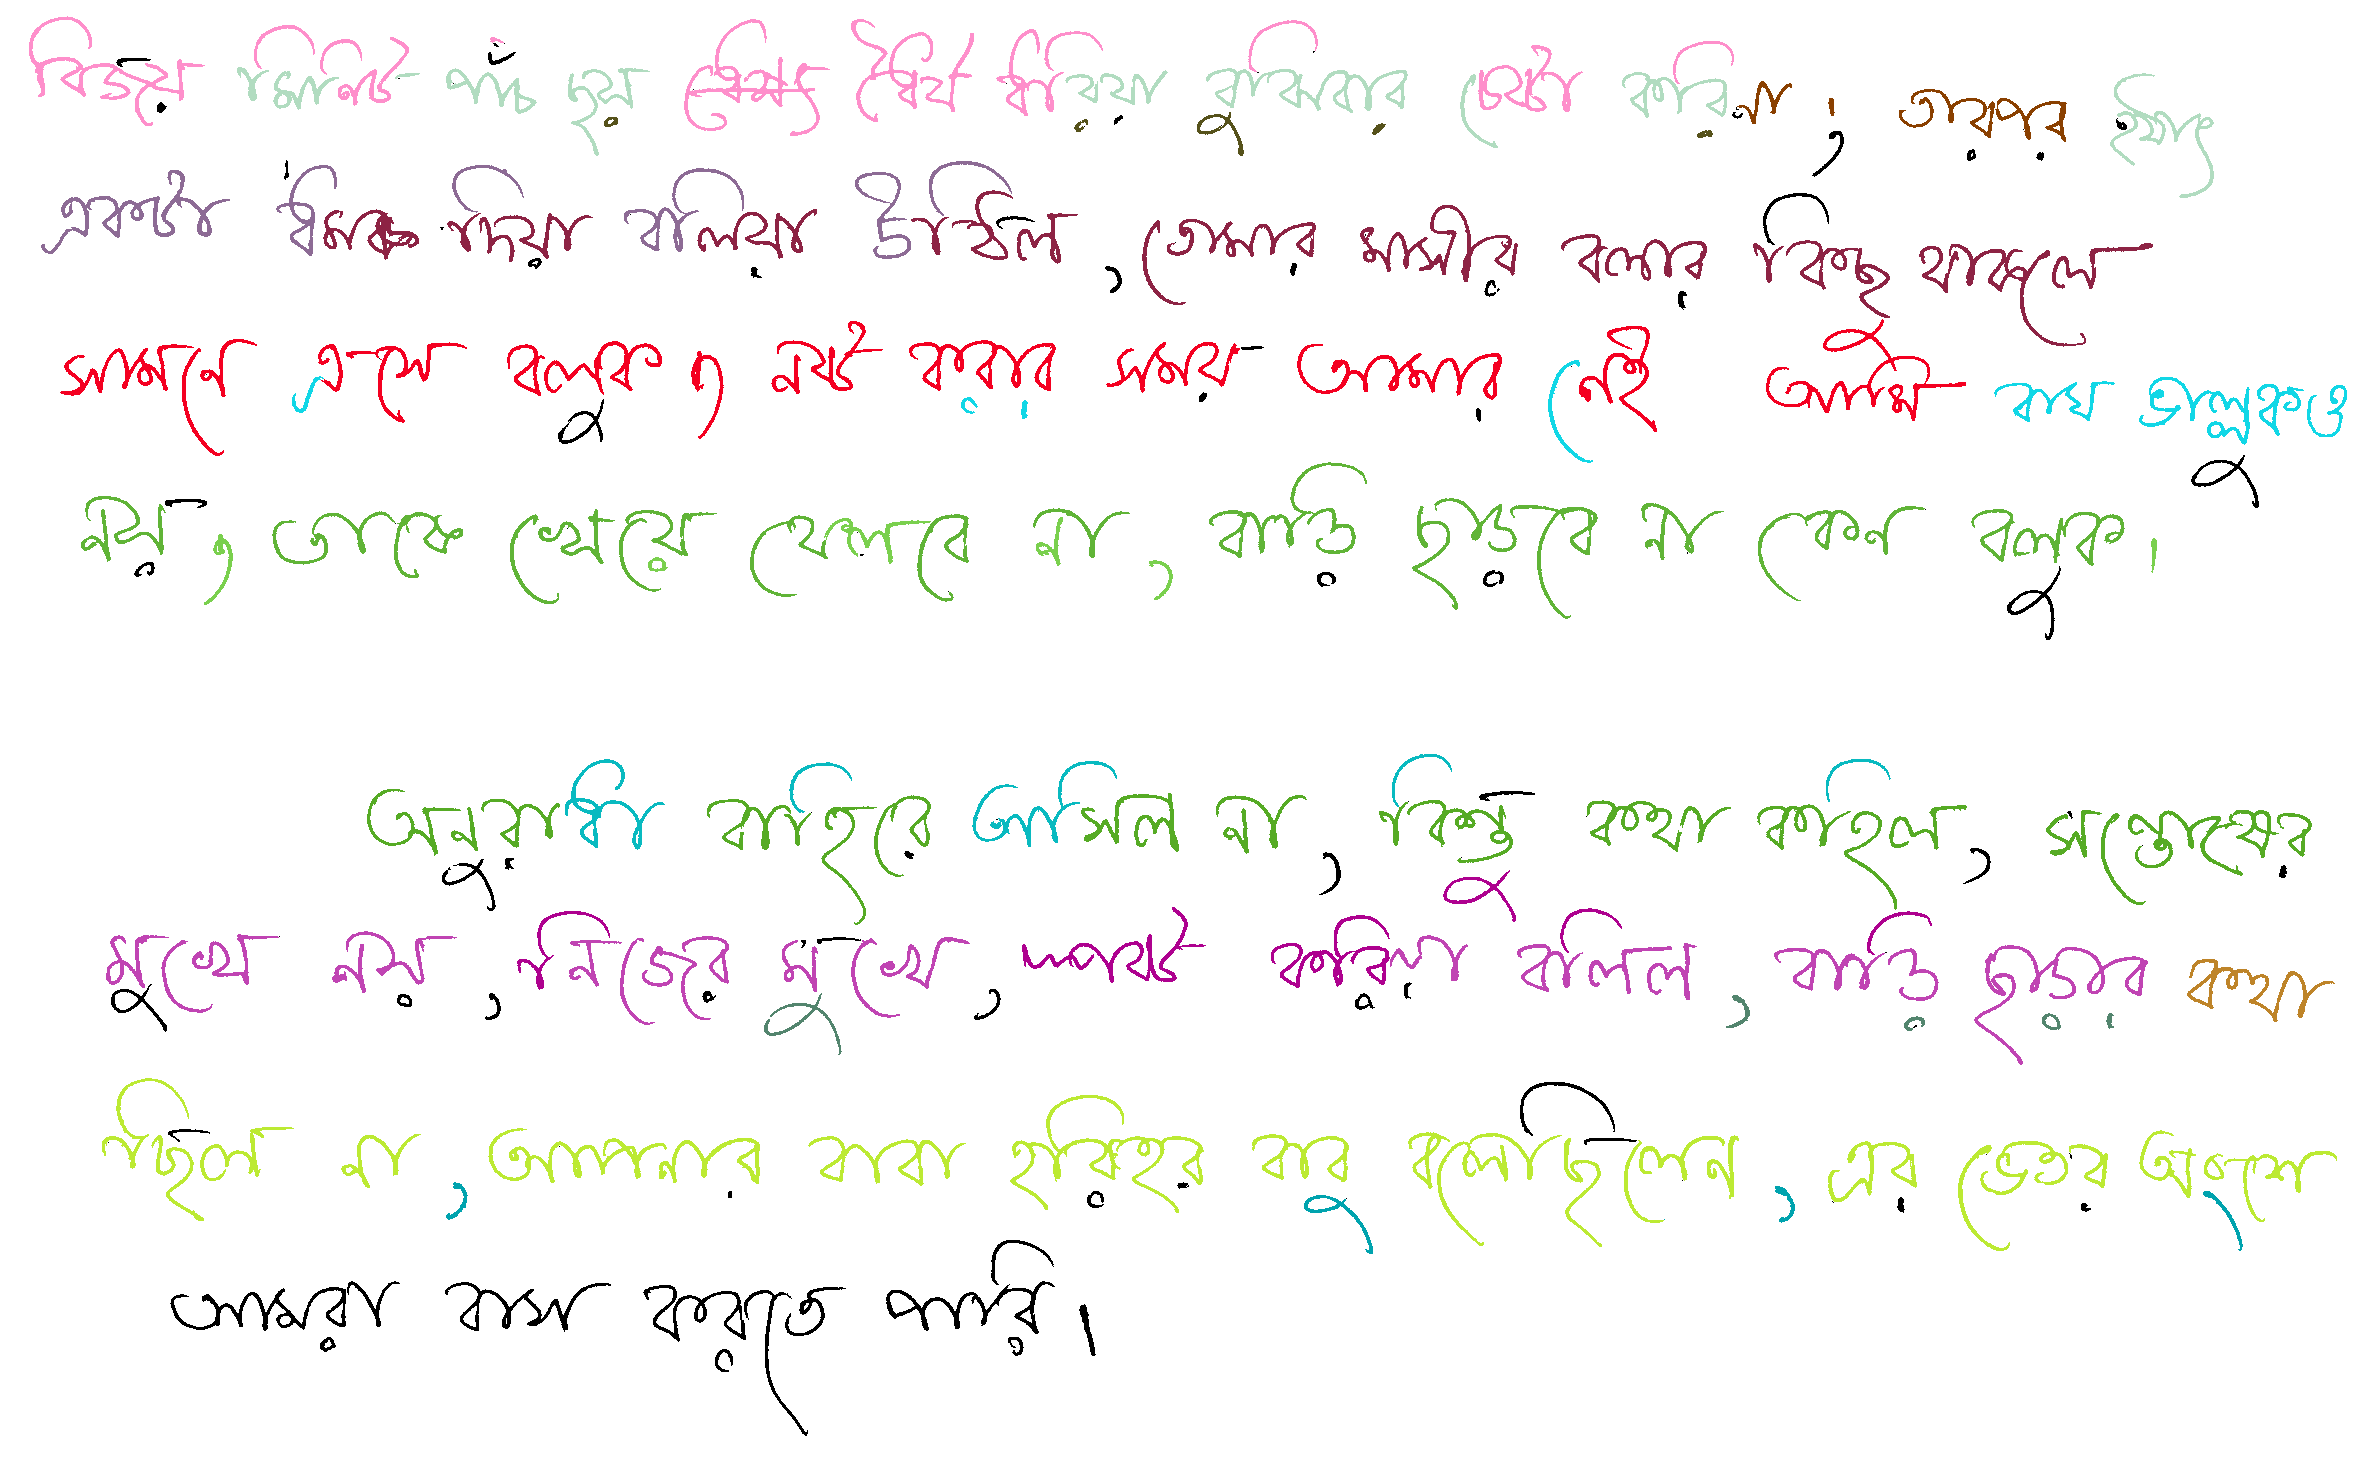 বিজয় মিনিট পাঁচ ছয় ধৈর্য ধরিয়া বুঝিবার চেষ্টা করিল ; তারপর হঠাৎ
একটা ধমক দিয়া বলিয়া উঠিল , তোমার মাসীর বলার কিছু থাকলে
সামনে এসে বলুক, নষ্ট করার সময় আমার নেই আমি বাঘ ভাল্লুকও
নয়, তাকে খেয়ে ফেলবে না , বাড়ি ছাড়বে না কেন বলুক।
অনুরাধা বাহিরে আসিল না , কিন্তু কথা কহিল , সন্তোষের
মুখে নয় , নিজের মুখে , স্পষ্ট করিয়া বলিল , বাড়ি ছাড়ার কথা
ছিল না , আপনার বাবা হরিহর বাবু বলেছিলেন , এর ভেতর অংশে
আমরা বাস করতে পারি।